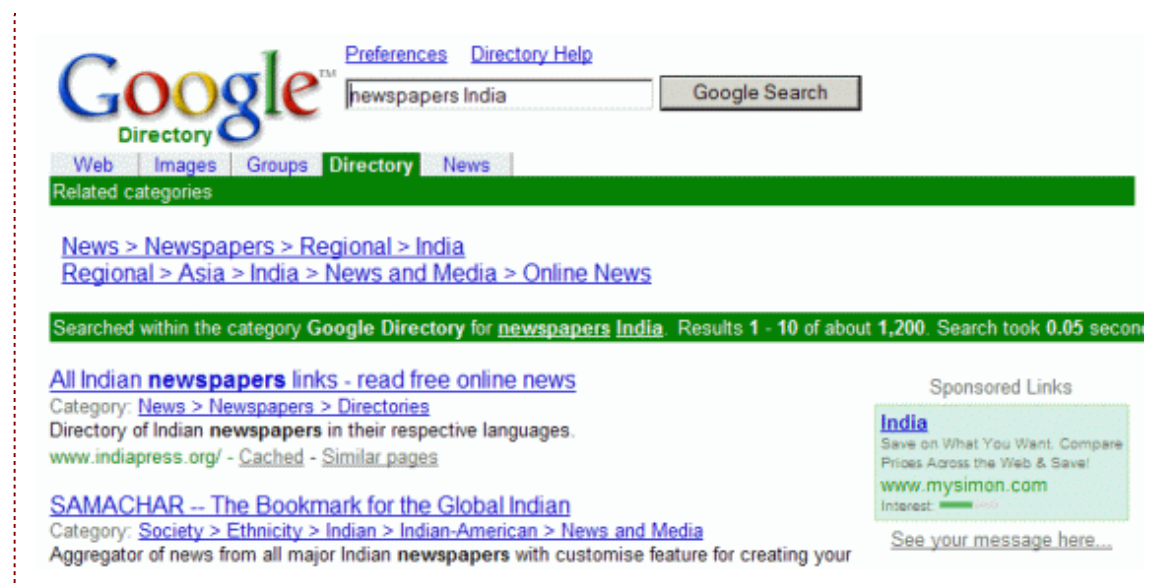 Preferences Directory Help
Google™
newspapers India Google Search
Directory
Web Images Groups Directory News
Related categories
News > Newspapers > Regional > India
Regional > Asia > India > News and Media > Online News
Searched within the category Google Directory for newspapers India. Results 1 - 10 of about 1,200. Search took 0.05 secon
All Indian newspapers links - read free online news
Category: News > Newspapers > Directories
Directory of Indian newspapers in their respective languages.
www.indiapress.org/ - Cached - Similar pages
SAMACHAR -- The Bookmark for the Global Indian
Category: Society > Ethnicity > Indian > Indian-American > News and Media
Aggregator of news from all major Indian newspapers with customise feature for creating your
Sponsored Links
India
Save on What You Want. Compare
Prices Across the Web & Save!
www.mysimon.com
Interest:
See your message here...